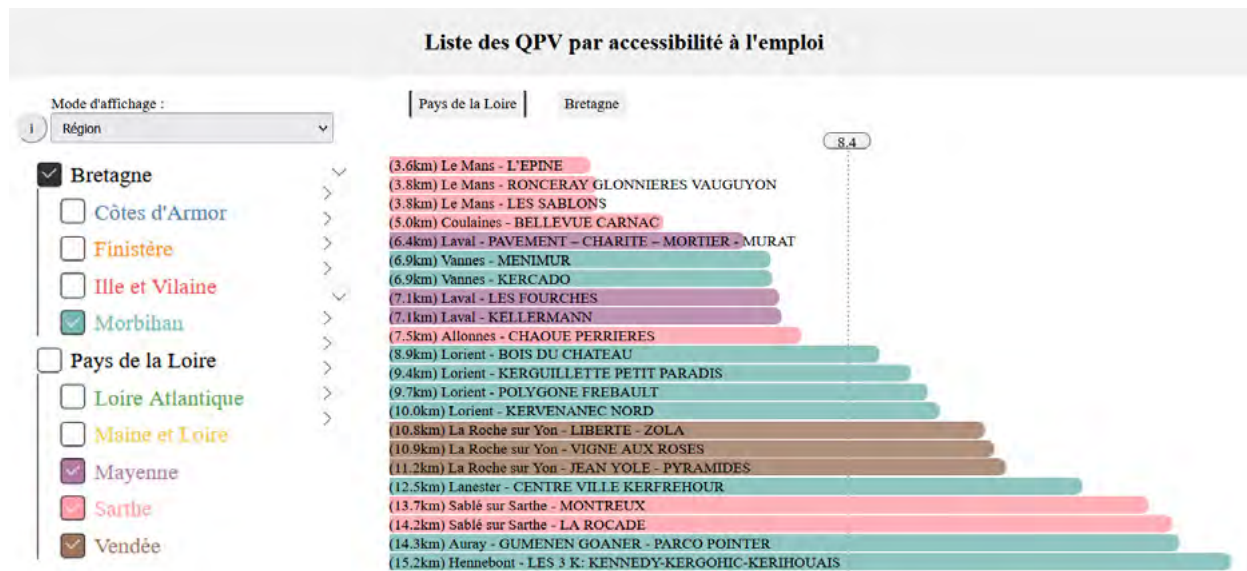 Liste des QPV par accessibilité à l'emploi
Mode d'affichage :
i
Région
Pays de la Loire
Bretagne
8.4
Bretagne
Côtes d'Armor
Finistère
Ille et Vilaine
Morbihan
Pays de la Loire
Loire Atlantique
Maine et Loire
Mayenne
Sarthe
Vendée
(3.6km) Le Mans - L'EPINE
(3.8km) Le Mans - RONCERAY GLONNIERES VAUGUYON
(3.8km) Le Mans - LES SABLONS
(5.0km) Coulaines - BELLEVUE CARNAC
(6.4km) Laval - PAVEMENT – CHARITE – MORTIER - MURAT
(6.9km) Vannes - MENIMUR
(6.9km) Vannes - KERCADO
(7.1km) Laval - LES FOURCHES
(7.1km) Laval - KELLERMANN
(7.5km) Allonnes - CHAOUE PERRIERES
(8.9km) Lorient - BOIS DU CHATEAU
(9.4km) Lorient - KERGUILLETTE PETIT PARADIS
(9.7km) Lorient - POLYGONE FREBAULT
(10.0km) Lorient - KERVENANEC NORD
(10.8km) La Roche sur Yon - LIBERTE - ZOLA
(10.9km) La Roche sur Yon - VIGNE AUX ROSES
(11.2km) La Roche sur Yon - JEAN YOLE - PYRAMIDES
(12.5km) Lanester - CENTRE VILLE KERFREHOUR
(13.7km) Sablé sur Sarthe - MONTREUX
(14.2km) Sablé sur Sarthe - LA ROCADE
(14.3km) Auray - GUMENEN GOANER - PARCO POINTER
(15.2km) Hennebont - LES 3 K: KENNEDY-KERGOHIC-KERIHOUAIS